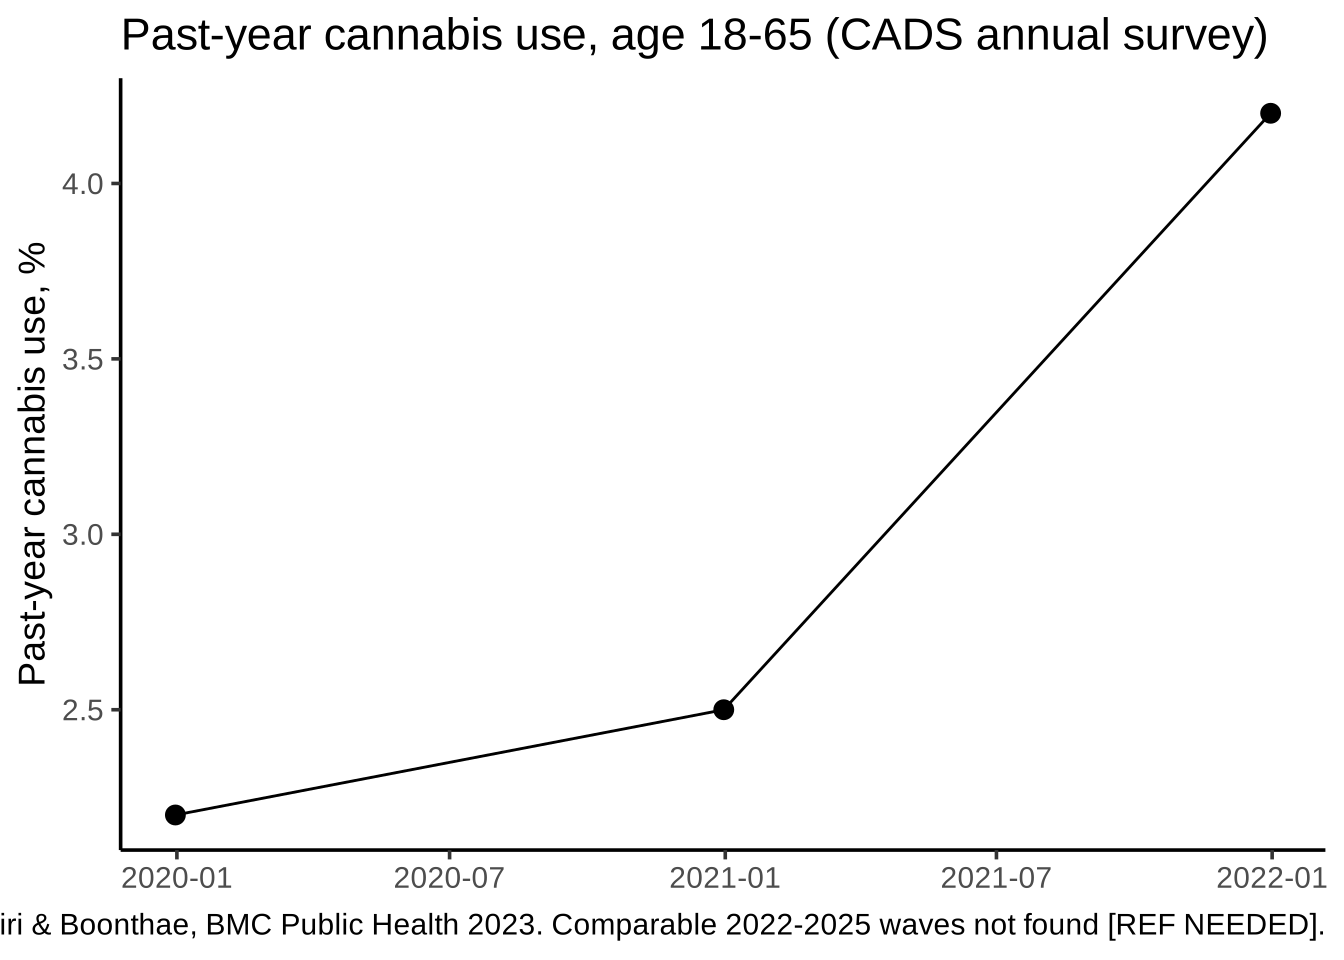 Past-year cannabis use, age 18-65 (CADS annual survey)
Past-year cannabis use, %
4.0
3.5
3.0
2.5
2020-01 2020-07 2021-01 2021-07 2022-01
iri & Boonthae, BMC Public Health 2023. Comparable 2022-2025 waves not found [REF NEEDED].